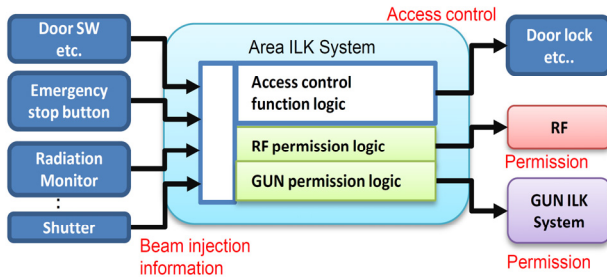 Access control
Door SW
etc.
Area ILK System
Door lock
etc..
Emergency
stop button
Access control
function logic
RF permission logic
RF
Radiation
Monitor
Permission
GUN permission logic
GUN ILK
System
⋮
Shutter
Beam injection
information
Permission